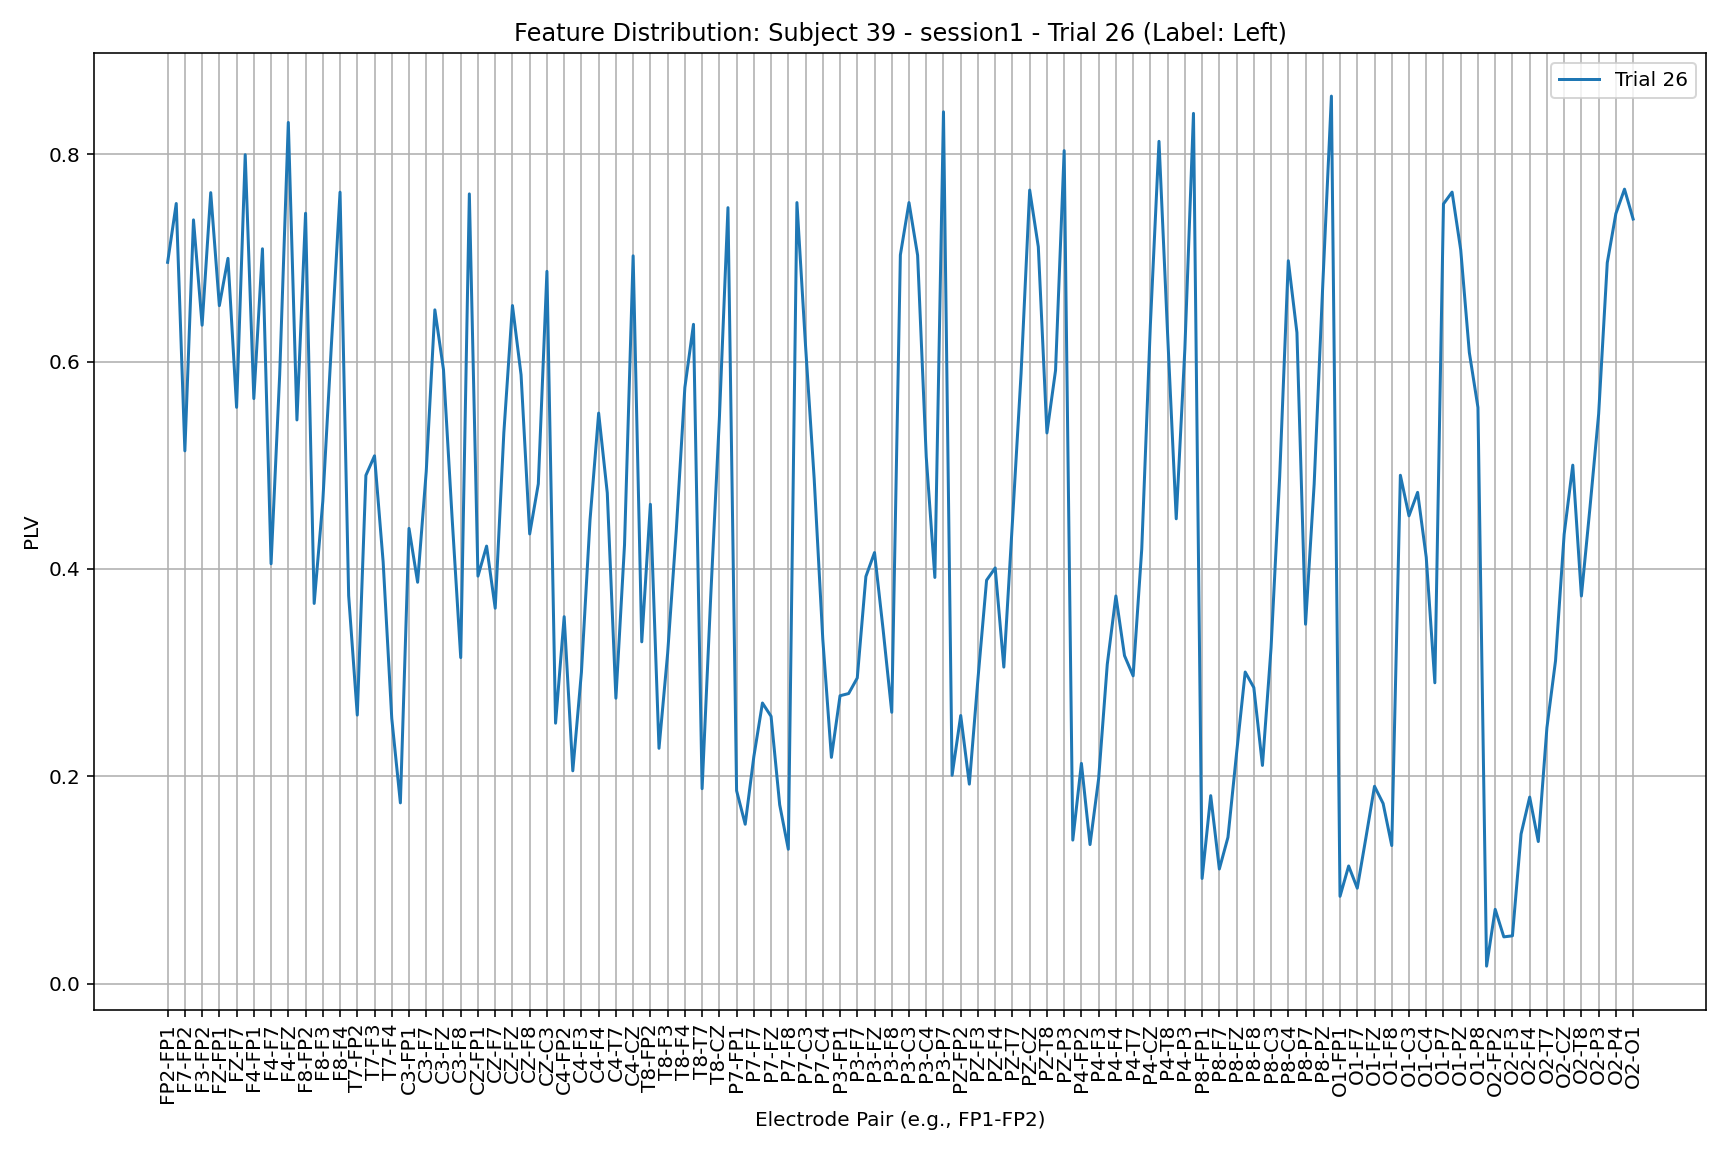 Feature Distribution: Subject 39 - session1 - Trial 26 (Label: Left)
Trial 26
PLV
0.8
0.6
0.4
0.2
0.0
FP2-FP1
F7-FP2
F3-FP2
FZ-FP1
FZ-F7
F4-FP1
F4-F7
F4-FZ
F8-FP2
F8-F3
F8-F4
T7-FP2
T7-F3
T7-F4
C3-FP1
C3-F7
C3-FZ
C3-F8
CZ-FP1
CZ-F7
CZ-FZ
CZ-F8
CZ-C3
C4-FP2
C4-F3
C4-F4
C4-T7
C4-CZ
T8-FP2
T8-F3
T8-F4
T8-T7
T8-CZ
P7-FP1
P7-F7
P7-FZ
P7-F8
P7-C3
P7-C4
P3-FP1
P3-F7
P3-FZ
P3-F8
P3-C3
P3-C4
P3-P7
PZ-FP2
PZ-F3
PZ-F4
PZ-T7
PZ-CZ
PZ-T8
PZ-P3
P4-FP2
P4-F3
P4-F4
P4-T7
P4-CZ
P4-T8
P4-P3
P8-FP1
P8-F7
P8-FZ
P8-F8
P8-C3
P8-C4
P8-P7
P8-PZ
O1-FP1
O1-F7
O1-FZ
O1-F8
O1-C3
O1-C4
O1-P7
O1-PZ
O1-P8
O2-FP2
O2-F3
O2-F4
O2-T7
O2-CZ
O2-T8
O2-P3
O2-P4
O2-O1
Electrode Pair (e.g., FP1-FP2)